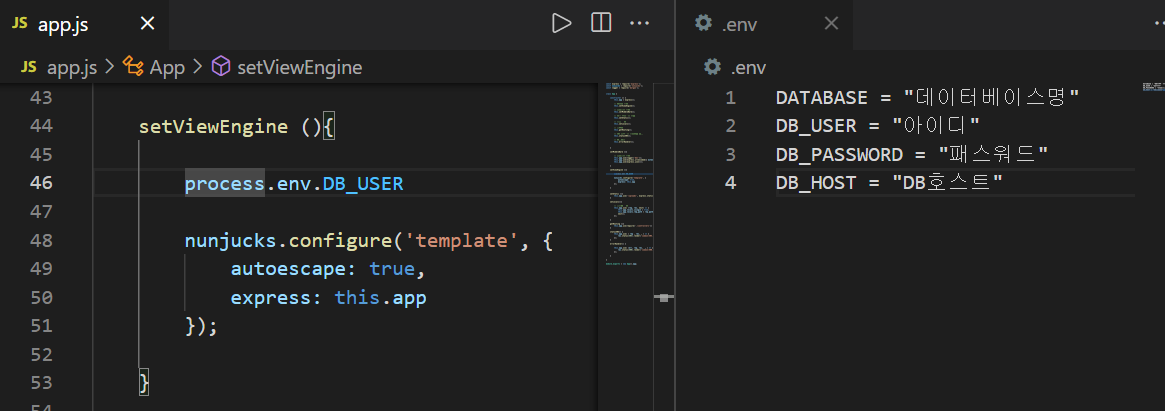 JS app.js
JS app.js > App > setViewEngine
43
44 setViewEngine (){
45
46 process.env.DB_USER
47
48 nunjucks.configure('template', {
49 autoescape: true,
50 express: this.app
51 });
52
53 }
54
.env
.env
1 DATABASE = "데이터베이스명"
2 DB_USER = "아이디"
3 DB_PASSWORD = "패스워드"
4 DB_HOST = "DB호스트"